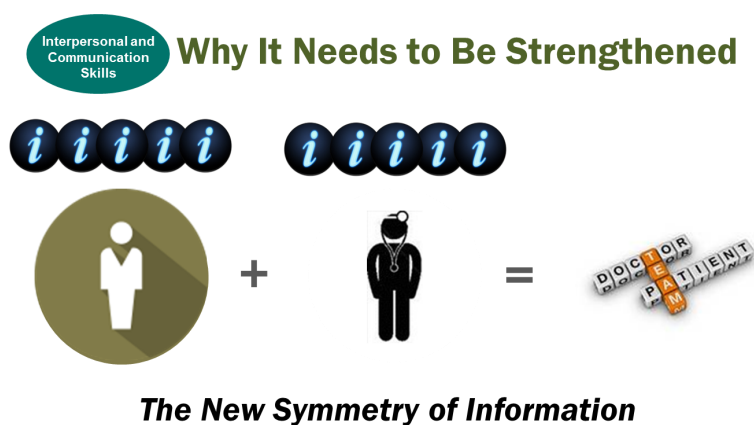 Interpersonal and
Communication
Skills
Why It Needs to Be Strengthened
i i i i i
i i i i i
+
=
DOCTOR
TEAM
PATIENT
The New Symmetry of Information